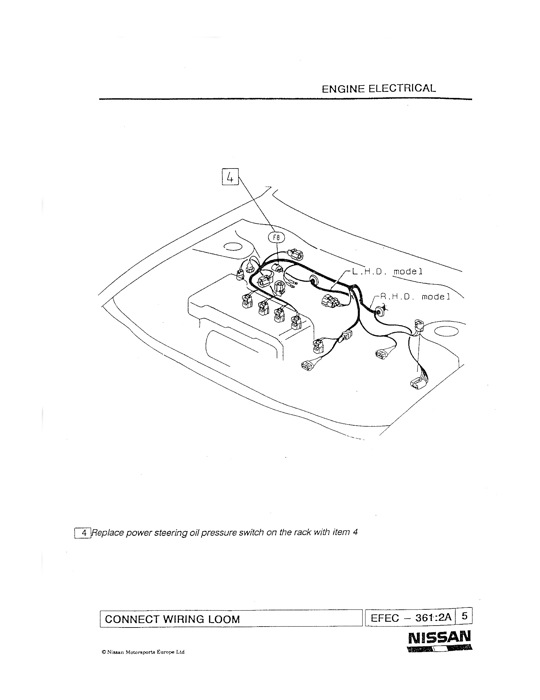 ENGINE ELECTRICAL
4
F8
L.H.D. model
R.H.D. model
4 Replace power steering oil pressure switch on the rack with item 4
CONNECT WIRING LOOM
EFEC – 361:2A 5
NISSAN
© Nissan Motorsports Europe Ltd